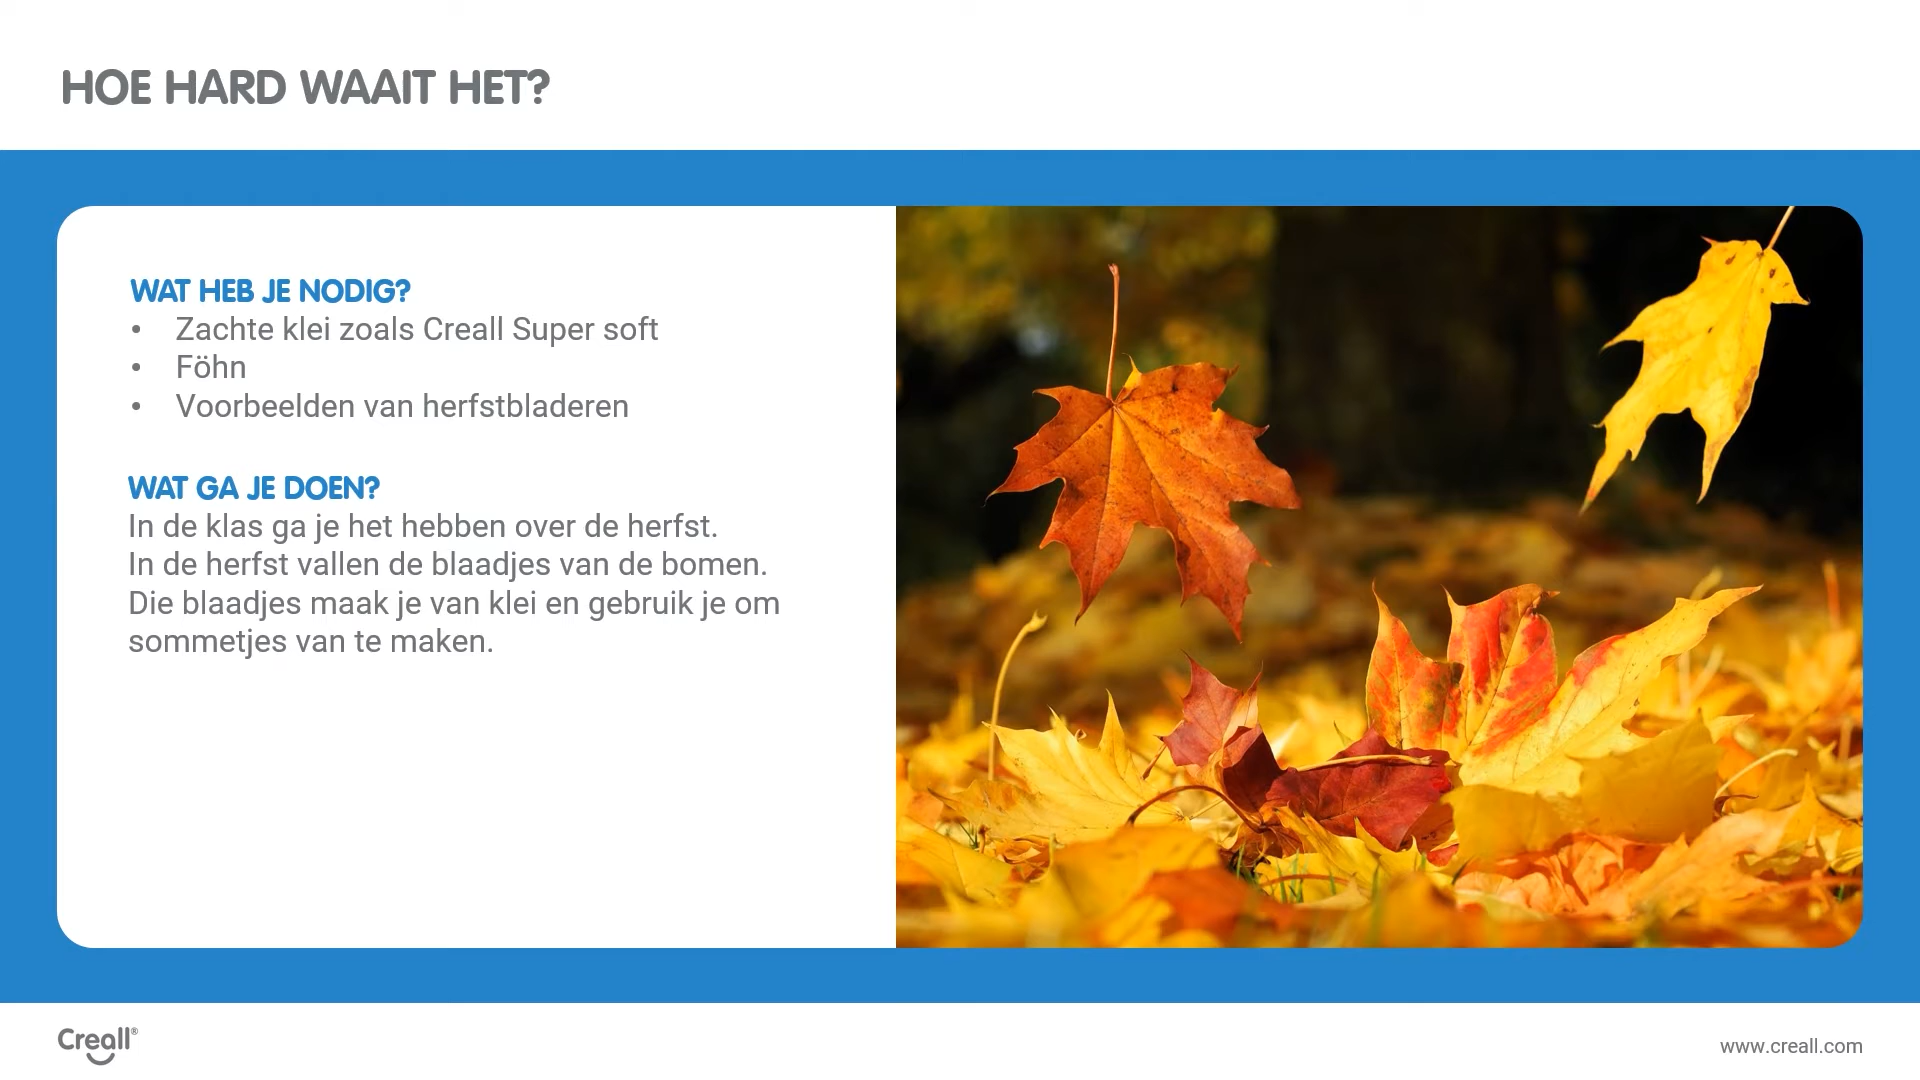 HOE HARD WAAIT HET?
WAT HEB JE NODIG?
• Zachte klei zoals Creall Super soft
• Föhn
• Voorbeelden van herfstbladeren
WAT GA JE DOEN?
In de klas ga je het hebben over de herfst.
In de herfst vallen de blaadjes van de bomen.
Die blaadjes maak je van klei en gebruik je om
sommetjes van te maken.
Creall®
www.creall.com